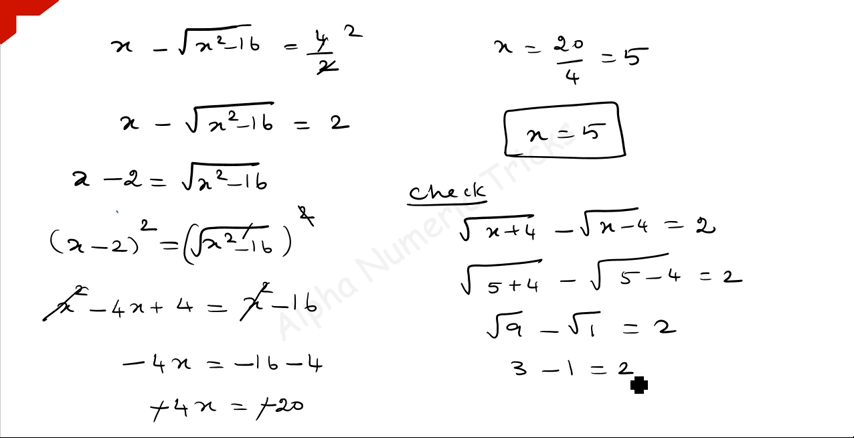 x - √(x²-16) = 4/2 2
x - √(x²-16) = 2
x - 2 = √(x²-16)
(x-2)² = (√(x²-16))²
x² - 4x + 4 = x² - 16
-4x = -16 - 4
-4x = -20
x = 20/4 = 5
x = 5
check
√(x+4) - √(x-4) = 2
√(5+4) - √(5-4) = 2
√9 - √1 = 2
3 - 1 = 2
Alpha Numeric Tricks